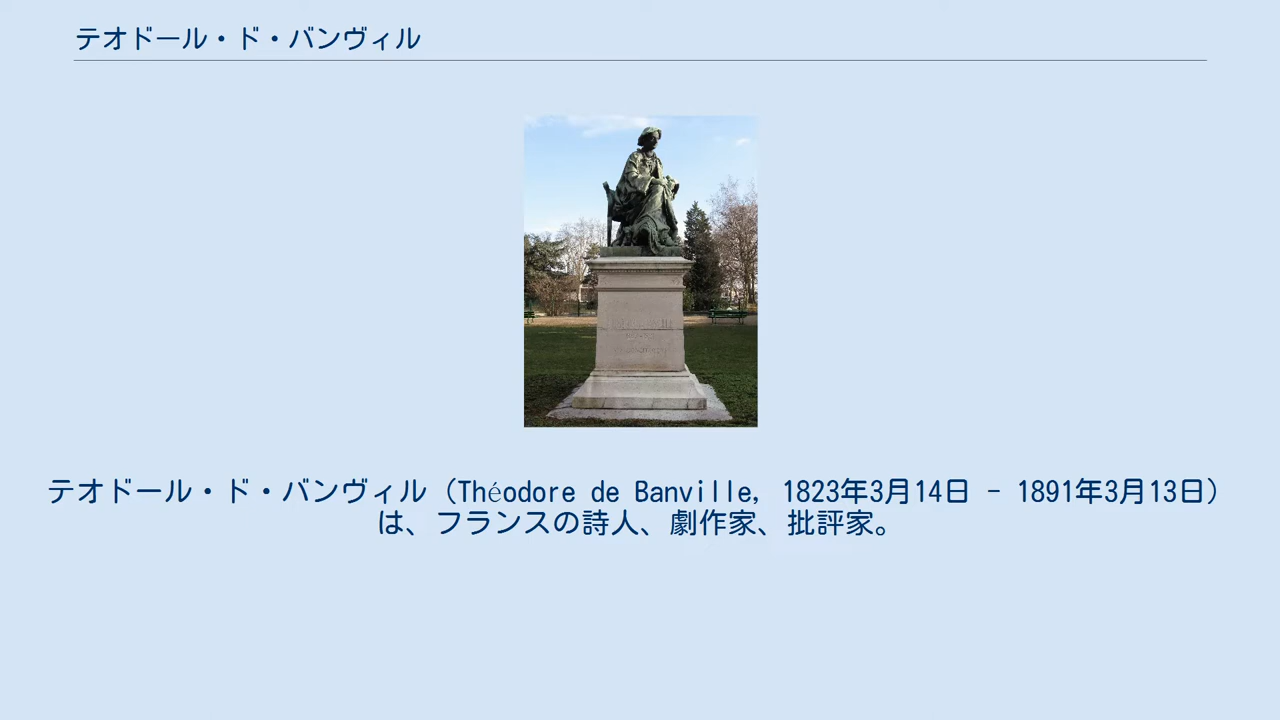 テオドール・ド・バンヴィル
テオドール・ド・バンヴィル（Théodore de Banville, 1823年3月14日 - 1891年3月13日）
は、フランスの詩人、劇作家、批評家。